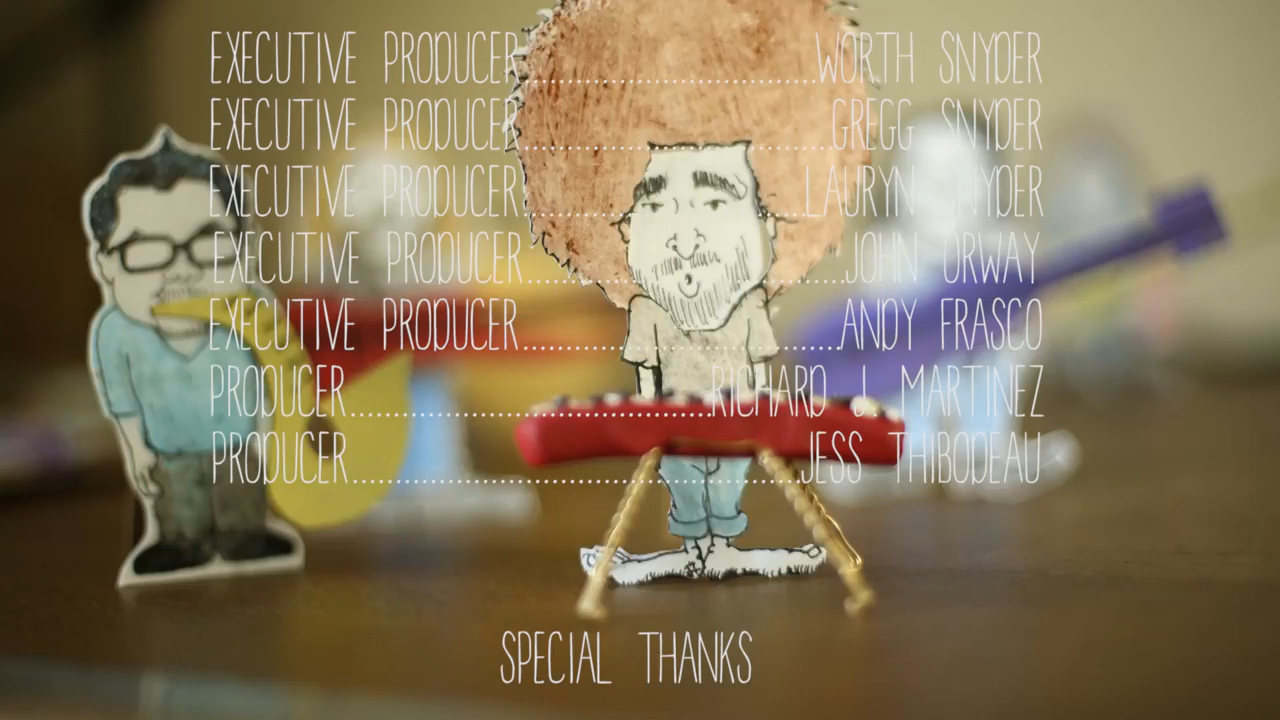 EXECUTIVE PRODUCER..............................WORTH SNYDER
EXECUTIVE PRODUCER................................GREGG SNYDER
EXECUTIVE PRODUCER............................LAURYN SNYDER
EXECUTIVE PRODUCER.................................JOHN ORWAY
EXECUTIVE PRODUCER.................................ANDY FRASCO
PRODUCER......................................RICHARD J. MARTINEZ
PRODUCER...............................................JESS THIBODEAU
SPECIAL THANKS